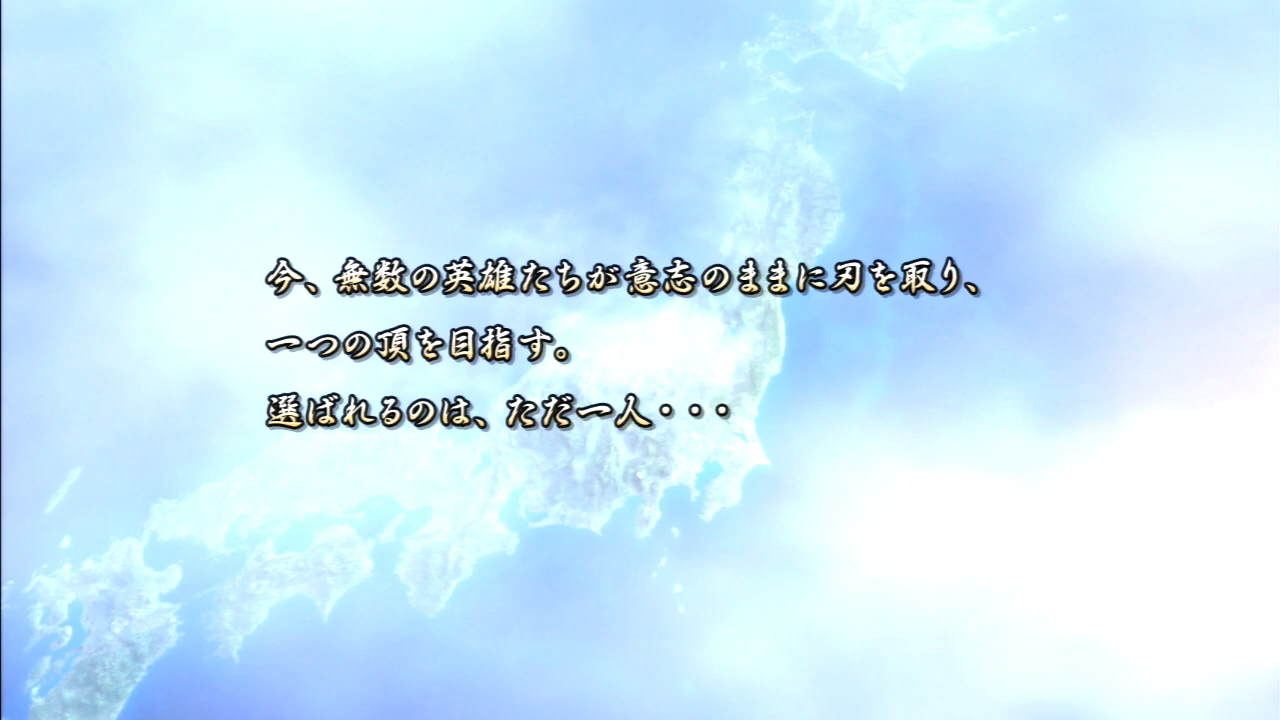 今、無数の英雄たちが意志のままに刃を取り、
一つの頂を目指す。
選ばれるのは、ただ一人・・・